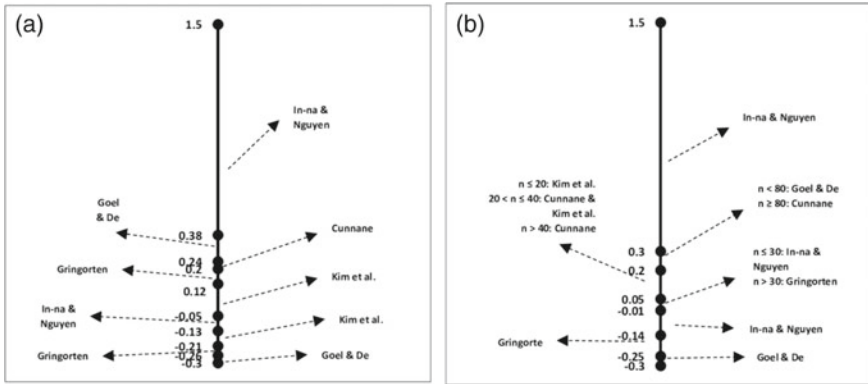 (a)
1.5
In-na &
Nguyen
Goel
& De
0.38
Cunnane
0.24
0.2
Gringorten
0.12
Kim et al.
In-na &
Nguyen
-0.05
-0.13
Kim et al.
-0.21
Gringorten
-0.26
-0.3
Goel & De
(b)
1.5
In-na & Nguyen
n ≤ 20: Kim et al.
20 < n ≤ 40: Cunnane &
Kim et al.
n > 40: Cunnane
n < 80: Goel & De
n ≥ 80: Cunnane
0.3
0.2
n ≤ 30: In-na &
Nguyen
n > 30: Gringorten
0.05
-0.01
In-na & Nguyen
-0.14
Gringorte
-0.25
-0.3
Goel & De